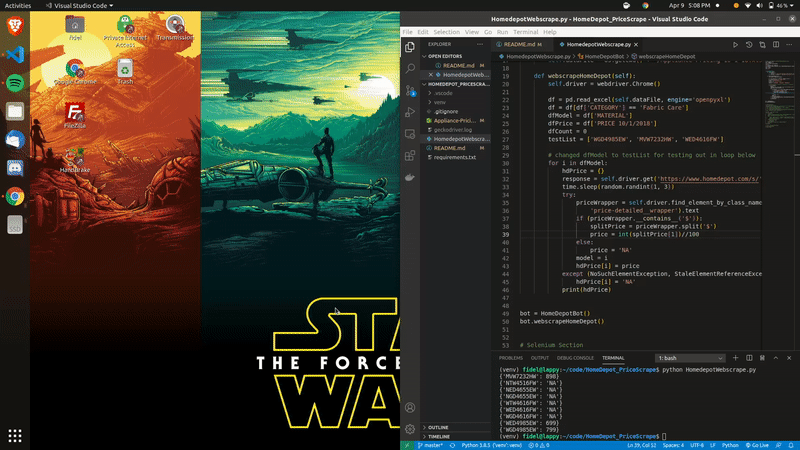 Activities
Visual Studio Code
Apr 9 5:08 PM
46%
fidel
Private Internet Access
Transmission
Google Chrome
Trash
FileZilla
HandBrake
STA
THE FORCE
WA
HomedepotWebscrape.py - HomeDepot_PriceScrape - Visual Studio Code
File Edit Selection View Go Run Terminal Help
EXPLORER
OPEN EDITORS
README.md M
HomedepotWeb...
HOMEDEPOT_PRICESCRA...
.vscode
venv
.gitignore
Appliance-Prici...
geckodriver.log
HomedepotWebscrape...
README.md M
requirements.txt
OUTLINE
TIMELINE
README.md M
HomedepotWebscrape.py
HomedepotWebscrape.py > HomeDepotBot > webscrapeHomeDepot
18
19 def webscrapeHomeDepot(self):
20 self.driver = webdriver.Chrome()
21
22 df = pd.read_excel(self.dataFile, engine='openpyxl')
23 df = df[df['CATEGORY'] == 'Fabric Care']
24 dfModel = df['MATERIAL']
25 dfPrice = df['PRICE 10/1/2018']
26 dfCount = 0
27 testList = ['WGD4985EW', 'MVW7232HW', 'WED4616FW']
28
29 # changed dfModel to testList for testing out in loop below
30 for i in dfModel:
31 hdPrice = {}
32 response = self.driver.get('https://www.homedepot.com/s/'
33 time.sleep(random.randint(1, 3))
34 try:
35 priceWrapper = self.driver.find_element_by_class_name
36 'price-detailed__wrapper').text
37 if (priceWrapper.__contains__('$')):
38 splitPrice = priceWrapper.split('$')
39 price = int(splitPrice[1])//100
40 else:
41 price = 'NA'
42 model = i
43 hdPrice[i] = price
44 except (NoSuchElementException, StaleElementReferenceExce
45 hdPrice[i] = 'NA'
46 print(hdPrice)
47
48
49 bot = HomeDepotBot()
50 bot.webscrapeHomeDepot()
51
52
53 # Selenium Section
PROBLEMS OUTPUT DEBUG CONSOLE TERMINAL
1: bash
(venv) fidel@lappy:~/code/HomeDepot_PriceScrape$ python HomedepotWebscrape.py
{'MVW7232HW': 898}
{'NTW4516FW': 'NA'}
{'NED4655EW': 'NA'}
{'NGD4655EW': 'NA'}
{'WTW4616FW': 'NA'}
{'WED4616FW': 'NA'}
{'WGD4616FW': 'NA'}
{'WED4985EW': 699}
{'WGD4985EW': 799}
(venv) fidel@lappy:~/code/HomeDepot_PriceScrape$
master*
Python 3.8.5 ('venv': venv)
0
0
Ln 39, Col 52
Spaces: 4
UTF-8
LF
Python
Go Live